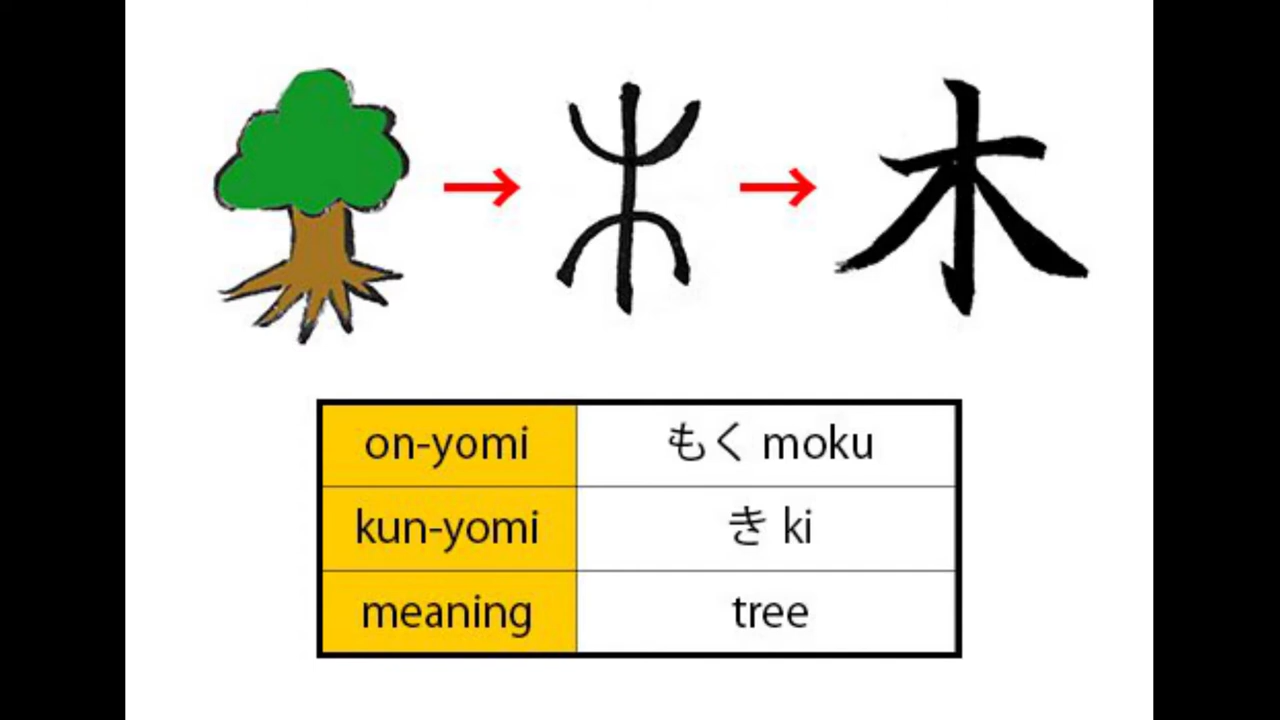 木
on-yomi もく moku
kun-yomi き ki
meaning tree